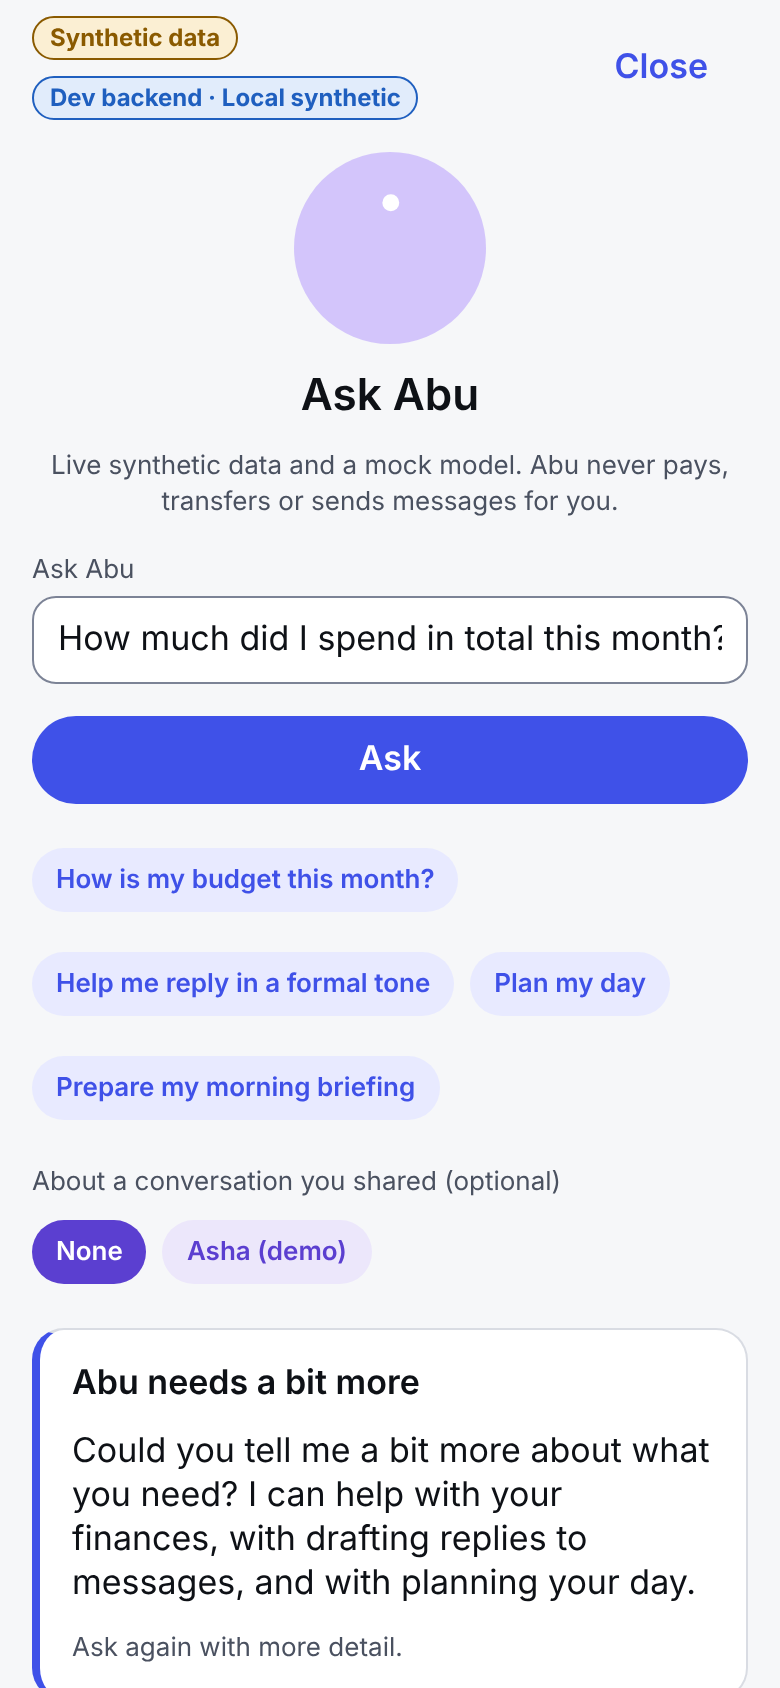 Synthetic data
Dev backend · Local synthetic
Close
Ask Abu
Live synthetic data and a mock model. Abu never pays,
transfers or sends messages for you.
Ask Abu
How much did I spend in total this month?
Ask
How is my budget this month?
Help me reply in a formal tone
Plan my day
Prepare my morning briefing
About a conversation you shared (optional)
None
Asha (demo)
Abu needs a bit more
Could you tell me a bit more about what
you need? I can help with your
finances, with drafting replies to
messages, and with planning your day.
Ask again with more detail.